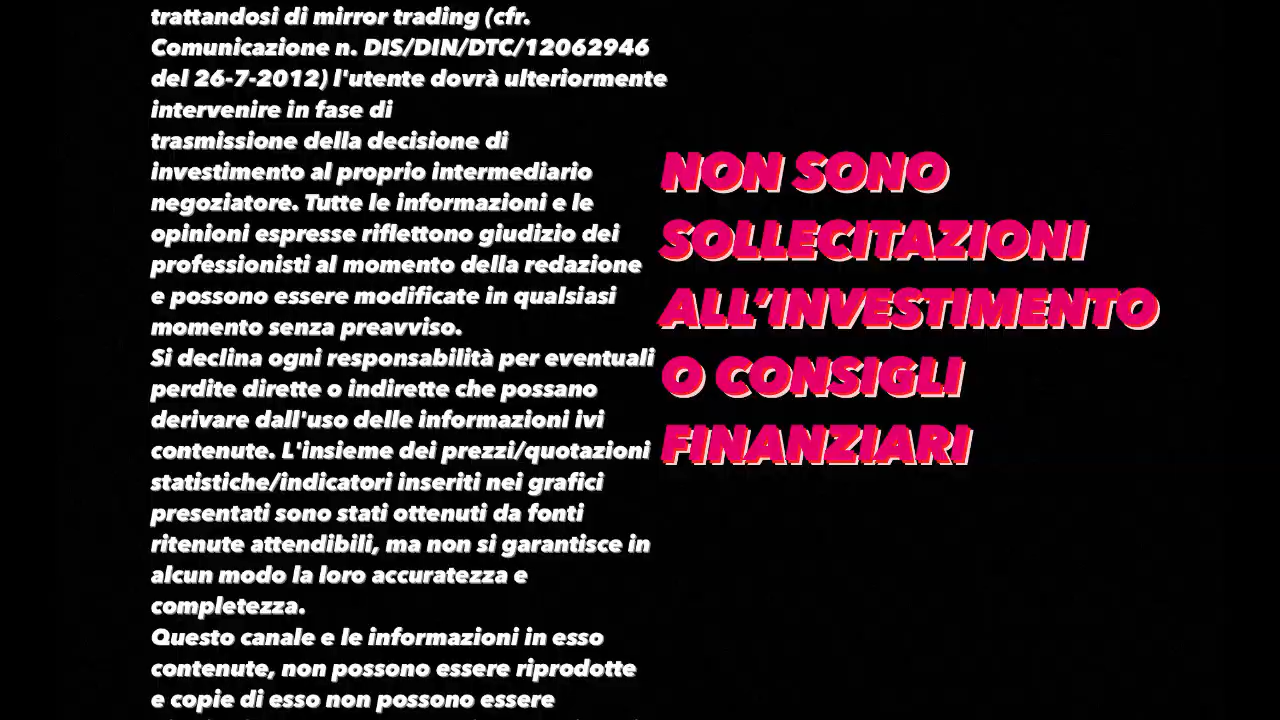 trattandosi di mirror trading (cfr.
Comunicazione n. DIS/DIN/DTC/12062946
del 26-7-2012) l'utente dovrà ulteriormente
intervenire in fase di
trasmissione della decisione di
investimento al proprio intermediario
negoziatore. Tutte le informazioni e le
opinioni espresse riflettono giudizio dei
professionisti al momento della redazione
e possono essere modificate in qualsiasi
momento senza preavviso.
Si declina ogni responsabilità per eventuali
perdite dirette o indirette che possano
derivare dall'uso delle informazioni ivi
contenute. L'insieme dei prezzi/quotazioni
statistiche/indicatori inseriti nei grafici
presentati sono stati ottenuti da fonti
ritenute attendibili, ma non si garantisce in
alcun modo la loro accuratezza e
completezza.
Questo canale e le informazioni in esso
contenute, non possono essere riprodotte
e copie di esso non possono essere
NON SONO
SOLLECITAZIONI
ALL’INVESTIMENTO
O CONSIGLI
FINANZIARI